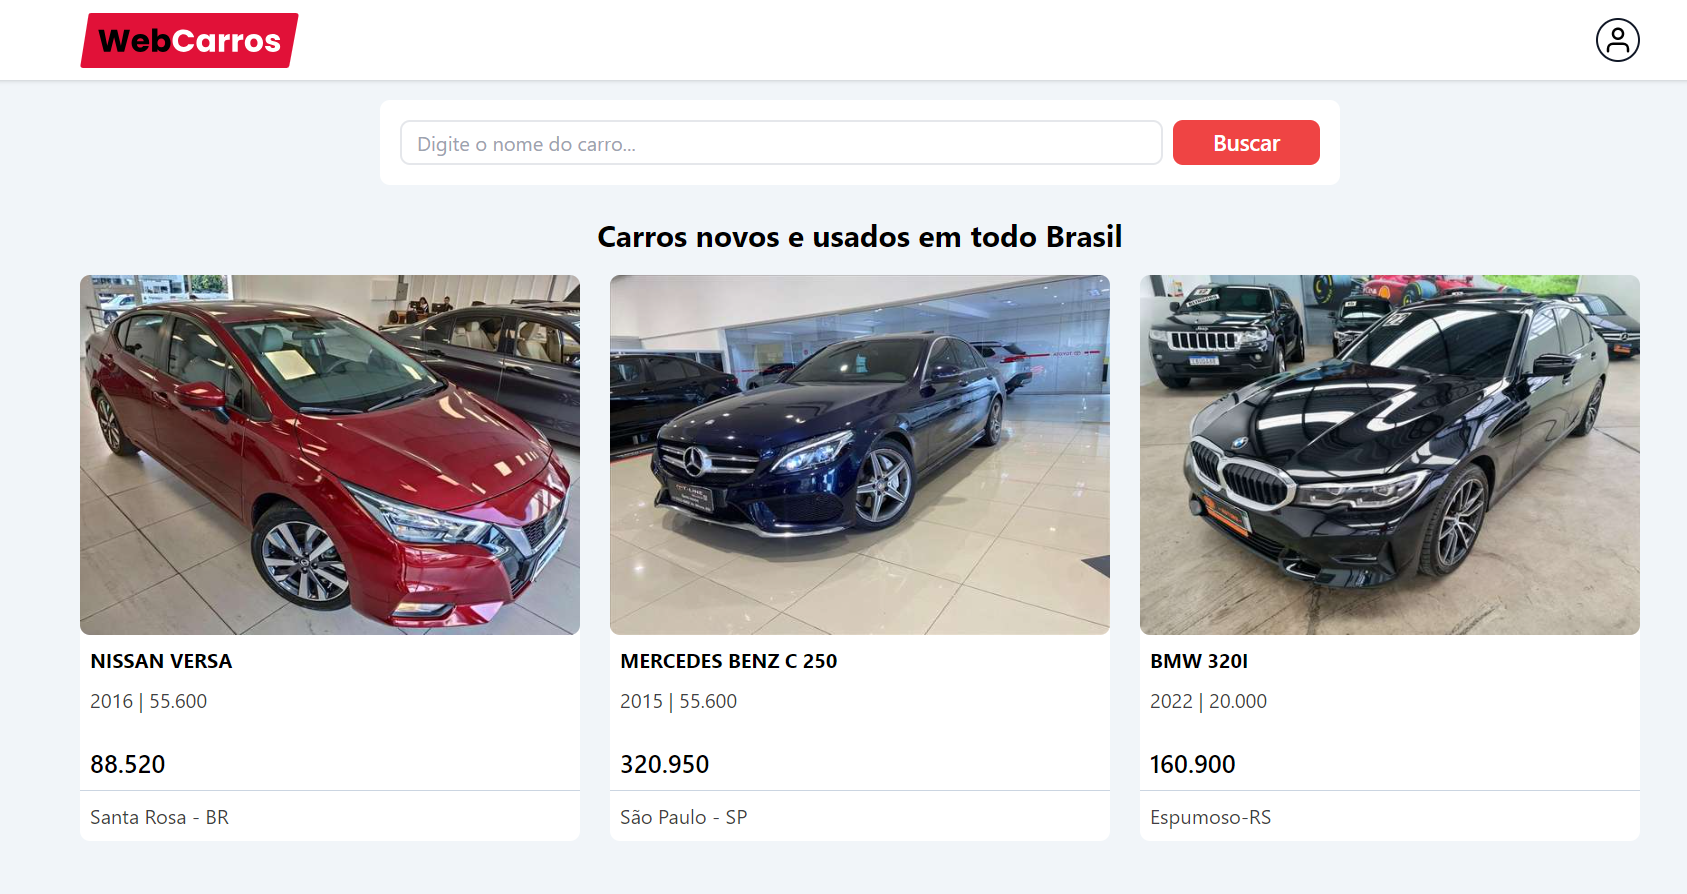 WebCarros
Digite o nome do carro...
Buscar
Carros novos e usados em todo Brasil
NISSAN VERSA
2016 | 55.600
88.520
Santa Rosa - BR
MERCEDES BENZ C 250
2015 | 55.600
320.950
São Paulo - SP
BMW 320I
2022 | 20.000
160.900
Espumoso-RS